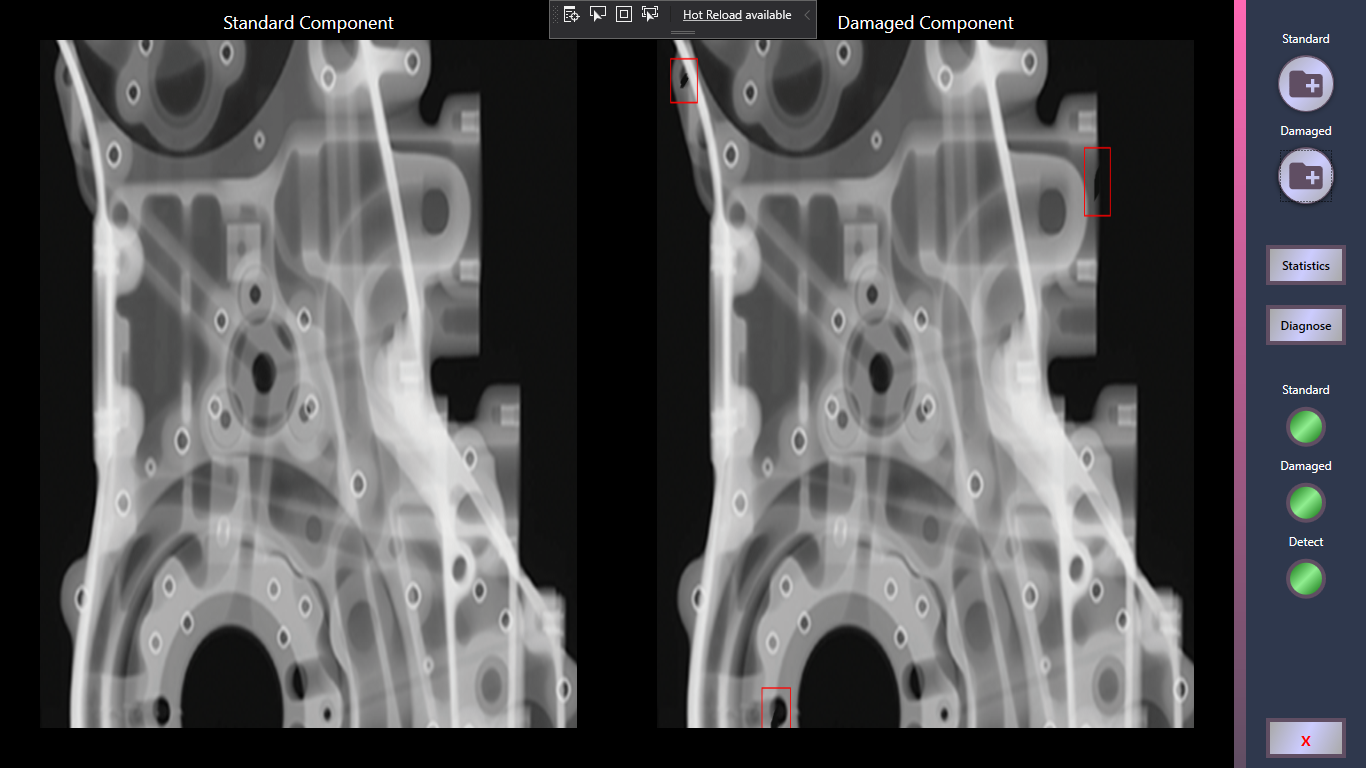 Standard Component
Hot Reload available
Damaged Component
Standard
Damaged
Statistics
Diagnose
Standard
Damaged
Detect
X